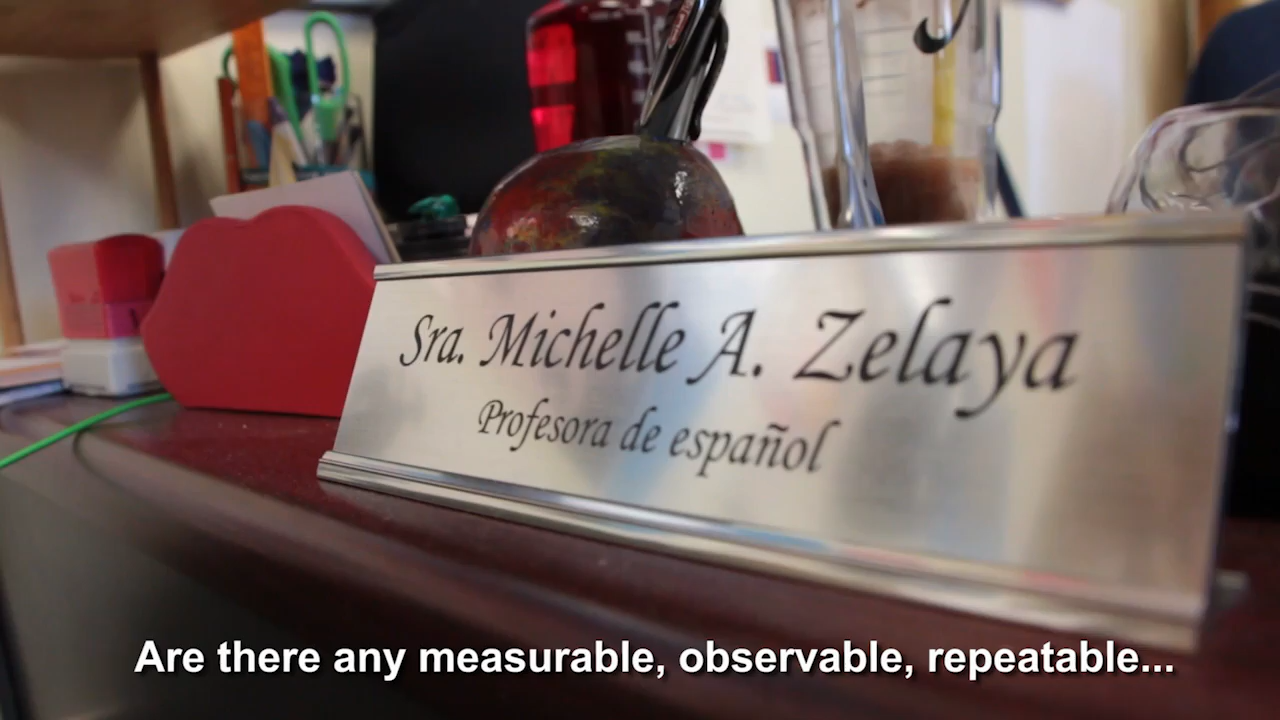 Sra. Michelle A. Zelaya
Profesora de español
Are there any measurable, observable, repeatable...